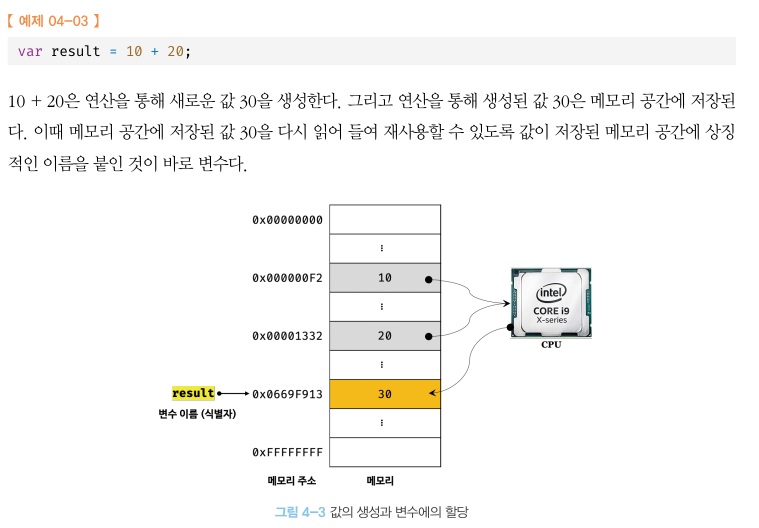 【 예제 04-03 】
var result = 10 + 20;
10 + 20은 연산을 통해 새로운 값 30을 생성한다. 그리고 연산을 통해 생성된 값 30은 메모리 공간에 저장된
다. 이때 메모리 공간에 저장된 값 30을 다시 읽어 들여 재사용할 수 있도록 값이 저장된 메모리 공간에 상징
적인 이름을 붙인 것이 바로 변수다.
0x00000000
⋮
0x000000F2 10
⋮
intel
CORE i9
X-series
0x00001332 20
CPU
⋮
result 0x0669F913 30
변수 이름 (식별자)
⋮
0xFFFFFFFF
메모리 주소 메모리
그림 4-3 값의 생성과 변수에의 할당